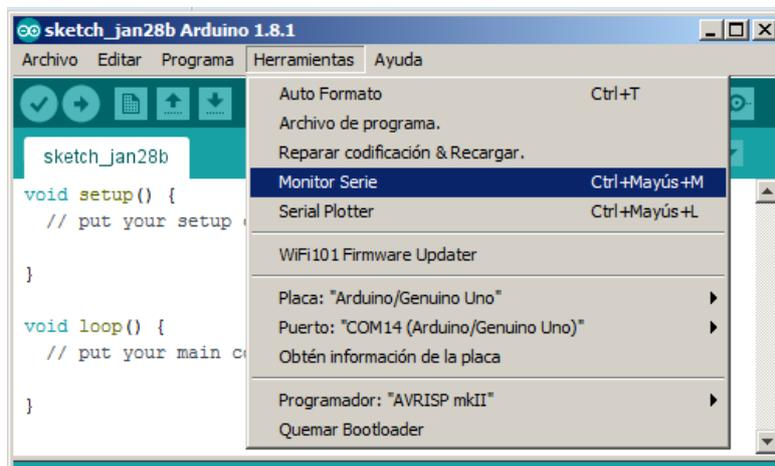 sketch_jan28b Arduino 1.8.1
Archivo Editar Programa Herramientas Ayuda
sketch_jan28b
Auto Formato Ctrl+T
Archivo de programa.
Reparar codificación & Recargar.
Monitor Serie Ctrl+Mayús+M
Serial Plotter Ctrl+Mayús+L
WiFi101 Firmware Updater
Placa: "Arduino/Genuino Uno"
Puerto: "COM14 (Arduino/Genuino Uno)"
Obtén información de la placa
Programador: "AVRISP mkII"
Quemar Bootloader
void setup() {
// put your setup
}
void loop() {
// put your main
}